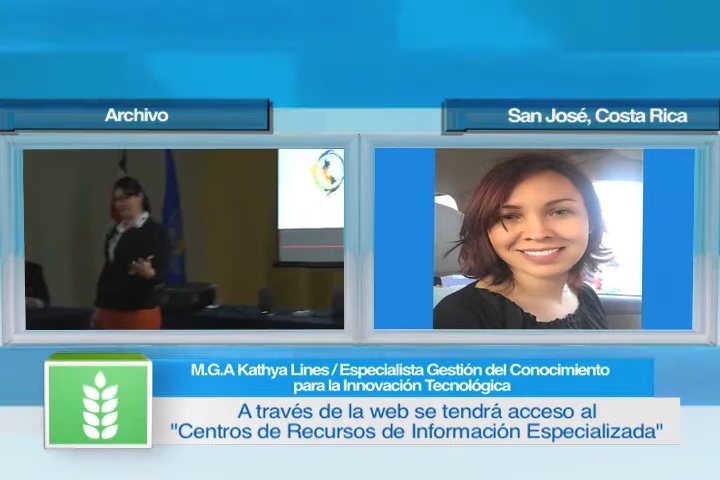 Archivo
San José, Costa Rica
M.G.A Kathya Lines / Especialista Gestión del Conocimiento
para la Innovación Tecnológica
A través de la web se tendrá acceso al
"Centros de Recursos de Información Especializada"